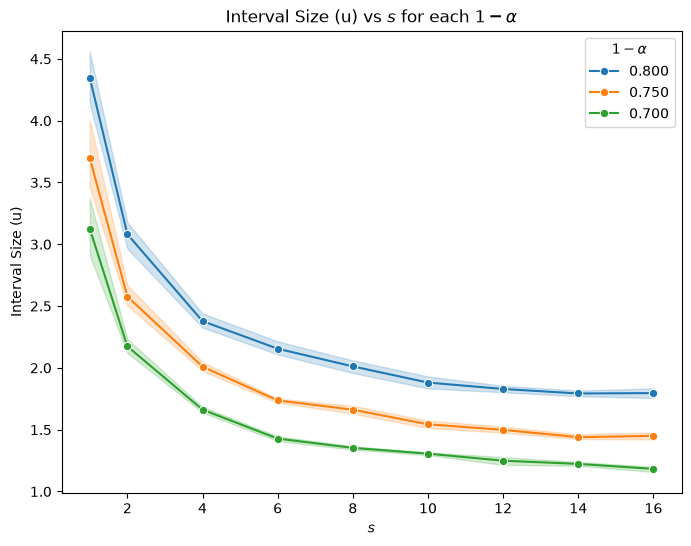 Interval Size (u) vs s for each 1 − α
1 − α
0.800
0.750
0.700
Interval Size (u)
4.5
4.0
3.5
3.0
2.5
2.0
1.5
1.0
2 4 6 8 10 12 14 16
s